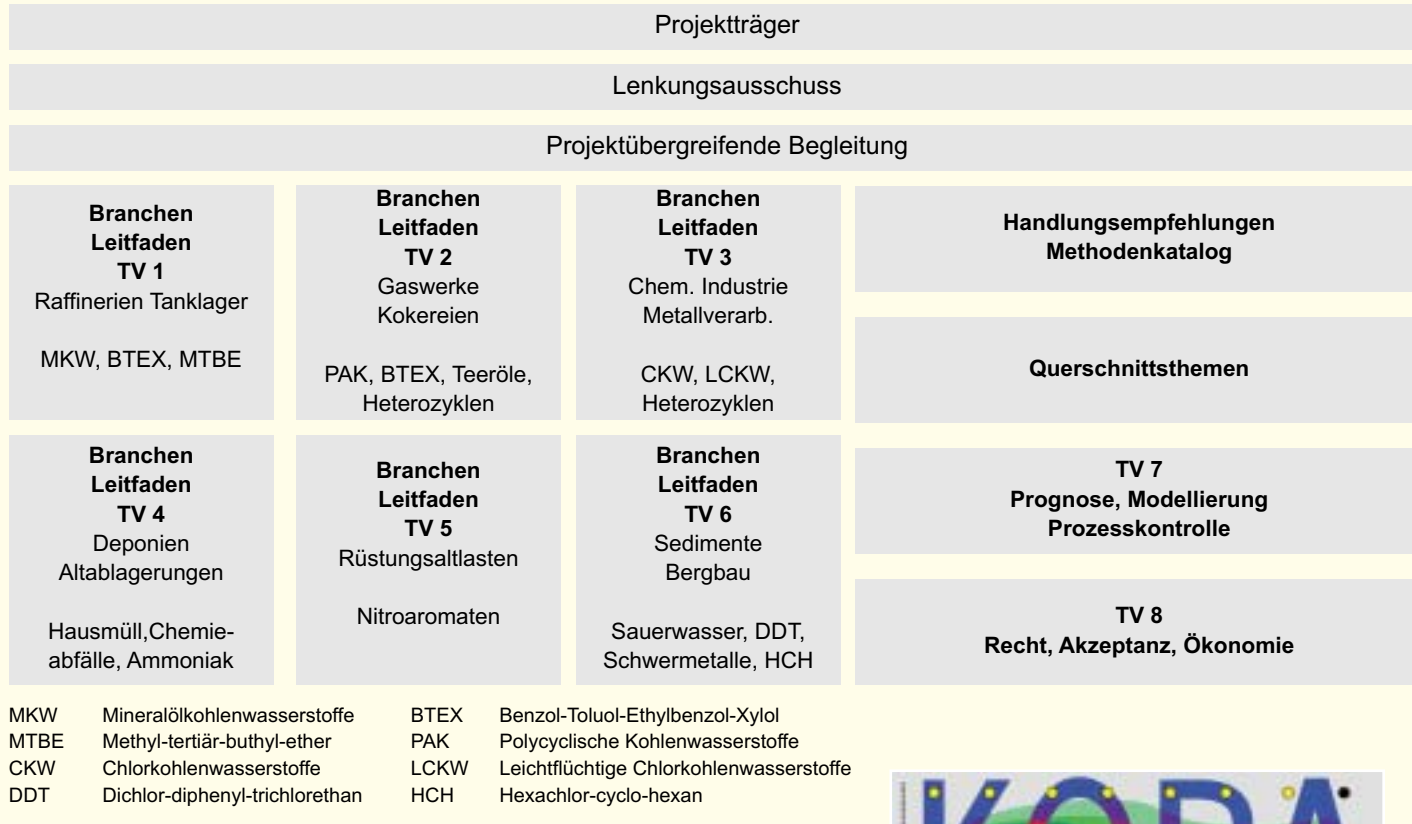 Projektträger
Lenkungsausschuss
Projektübergreifende Begleitung
Branchen
Leitfaden
TV 1
Raffinerien Tanklager
MKW, BTEX, MTBE
Branchen
Leitfaden
TV 2
Gaswerke
Kokereien
PAK, BTEX, Teeröle,
Heterozyklen
Branchen
Leitfaden
TV 3
Chem. Industrie
Metallverarb.
CKW, LCKW,
Heterozyklen
Handlungsempfehlungen
Methodenkatalog
Querschnittsthemen
Branchen
Leitfaden
TV 4
Deponien
Altablagerungen
Hausmüll,Chemie-
abfälle, Ammoniak
Branchen
Leitfaden
TV 5
Rüstungsaltlasten
Nitroaromaten
Branchen
Leitfaden
TV 6
Sedimente
Bergbau
Sauerwasser, DDT,
Schwermetalle, HCH
TV 7
Prognose, Modellierung
Prozesskontrolle
TV 8
Recht, Akzeptanz, Ökonomie
MKW Mineralölkohlenwasserstoffe BTEX Benzol-Toluol-Ethylbenzol-Xylol
MTBE Methyl-tertiär-buthyl-ether PAK Polycyclische Kohlenwasserstoffe
CKW Chlorkohlenwasserstoffe LCKW Leichtflüchtige Chlorkohlenwasserstoffe
DDT Dichlor-diphenyl-trichlorethan HCH Hexachlor-cyclo-hexan
KORA